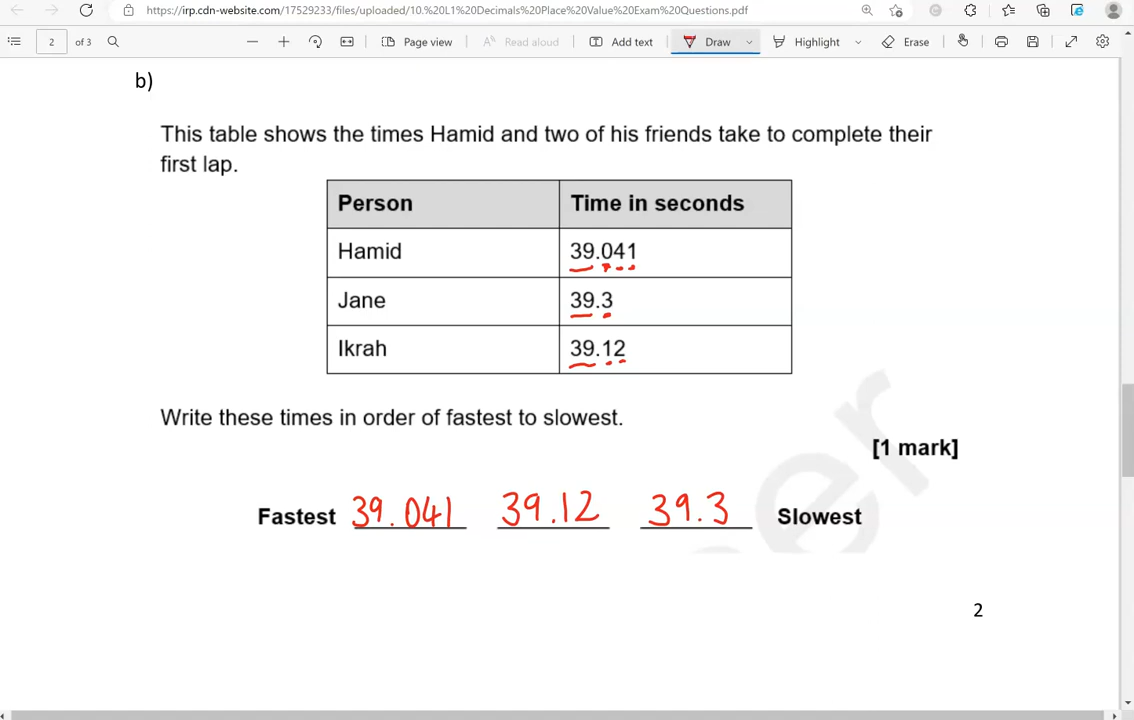 https://irp.cdn-website.com/17529233/files/uploaded/10.%20L1%20Decimals%20Place%20Value%20Exam%20Questions.pdf
2 of 3 Page view Read aloud Add text Draw Highlight Erase
b)
This table shows the times Hamid and two of his friends take to complete their
first lap.
Person Time in seconds
Hamid 39.041
Jane 39.3
Ikrah 39.12
Write these times in order of fastest to slowest.
[1 mark]
Fastest 39.041 39.12 39.3 Slowest
2